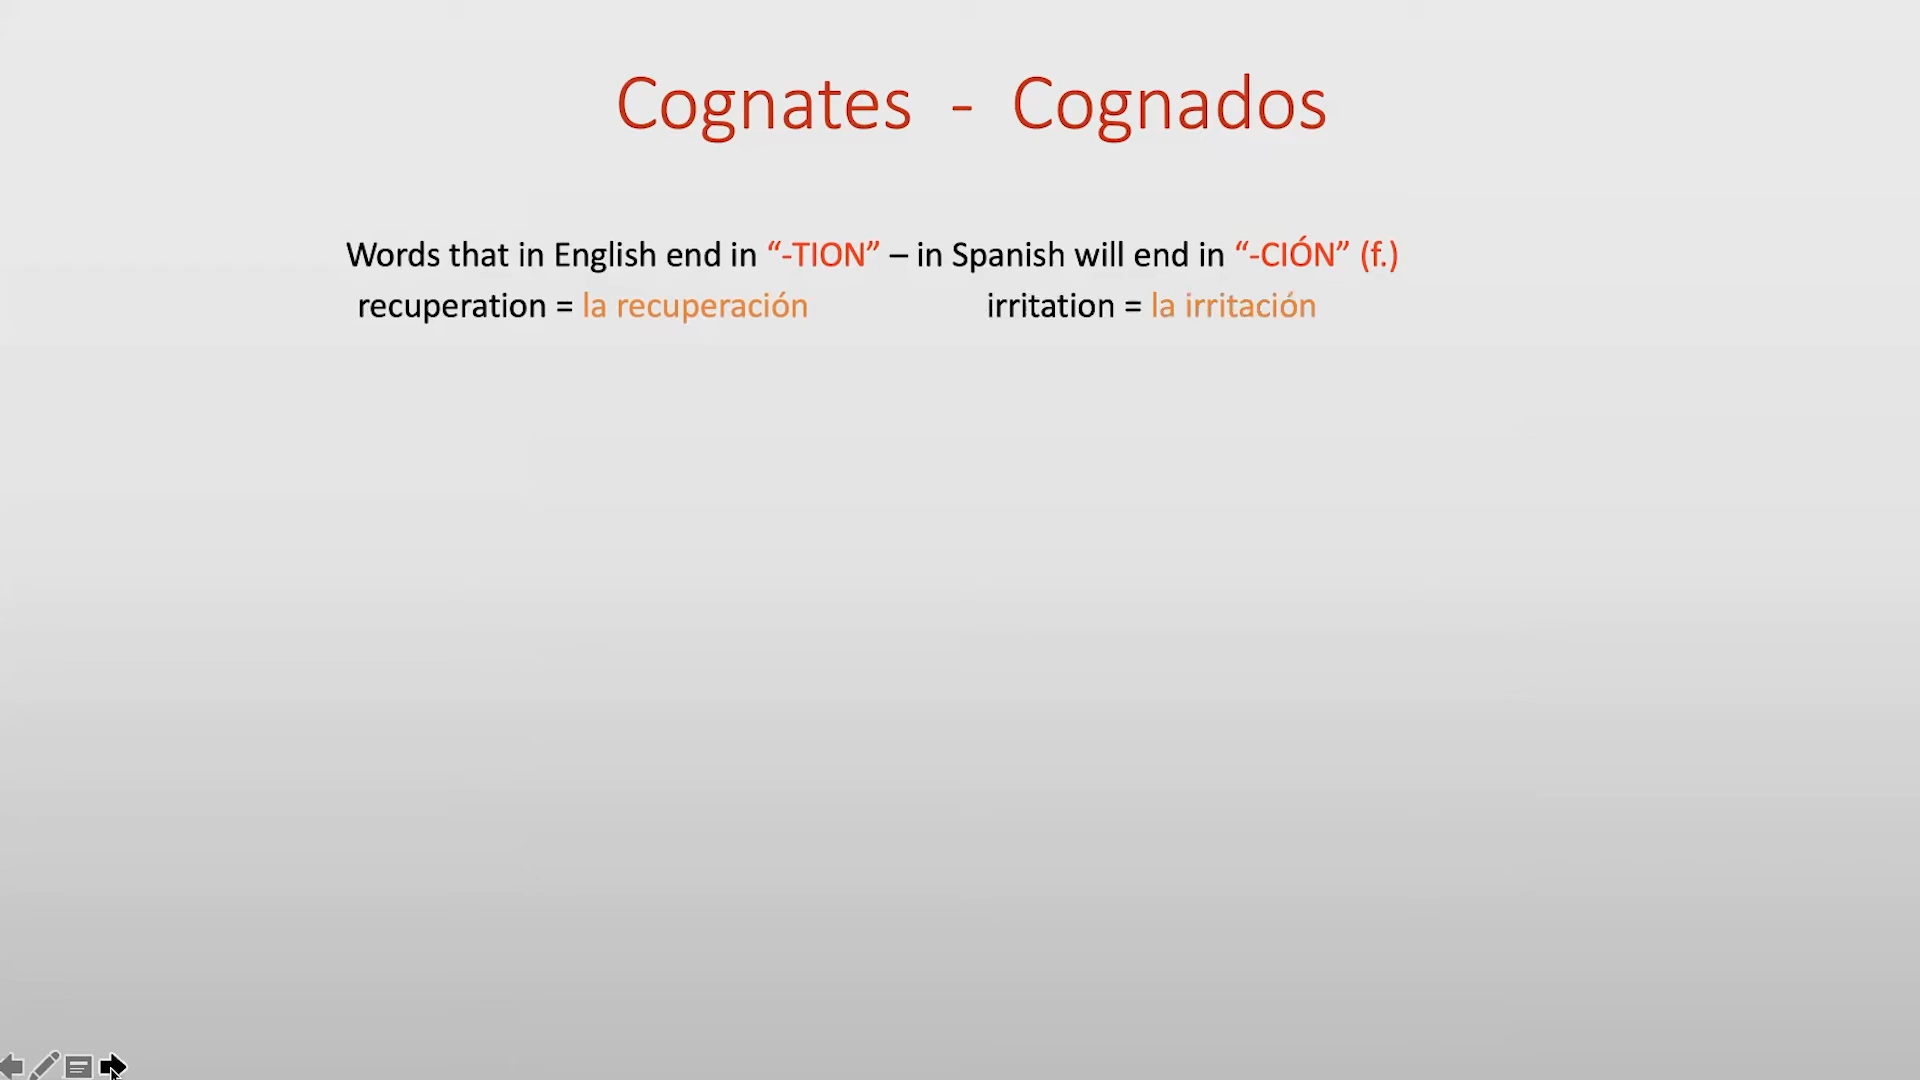 Cognates - Cognados
Words that in English end in “-TION” – in Spanish will end in “-CIÓN” (f.)
recuperation = la recuperación irritation = la irritación